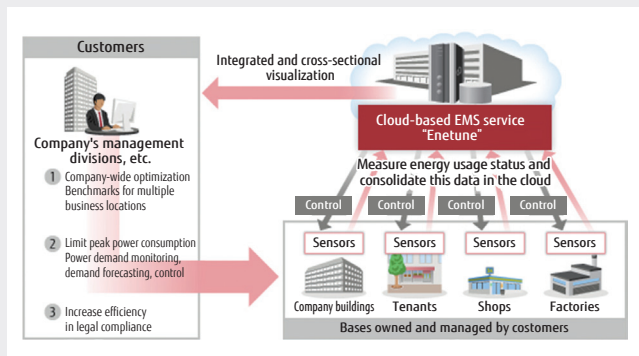 Customers
Company's management
divisions, etc.
1 Company-wide optimization
Benchmarks for multiple
business locations
2 Limit peak power consumption
Power demand monitoring,
demand forecasting, control
3 Increase efficiency
in legal compliance
Integrated and cross-sectional
visualization
Cloud-based EMS service
"Enetune"
Measure energy usage status and
consolidate this data in the cloud
Control Control Control Control
Sensors Sensors Sensors Sensors
Company buildings Tenants Shops Factories
Bases owned and managed by customers